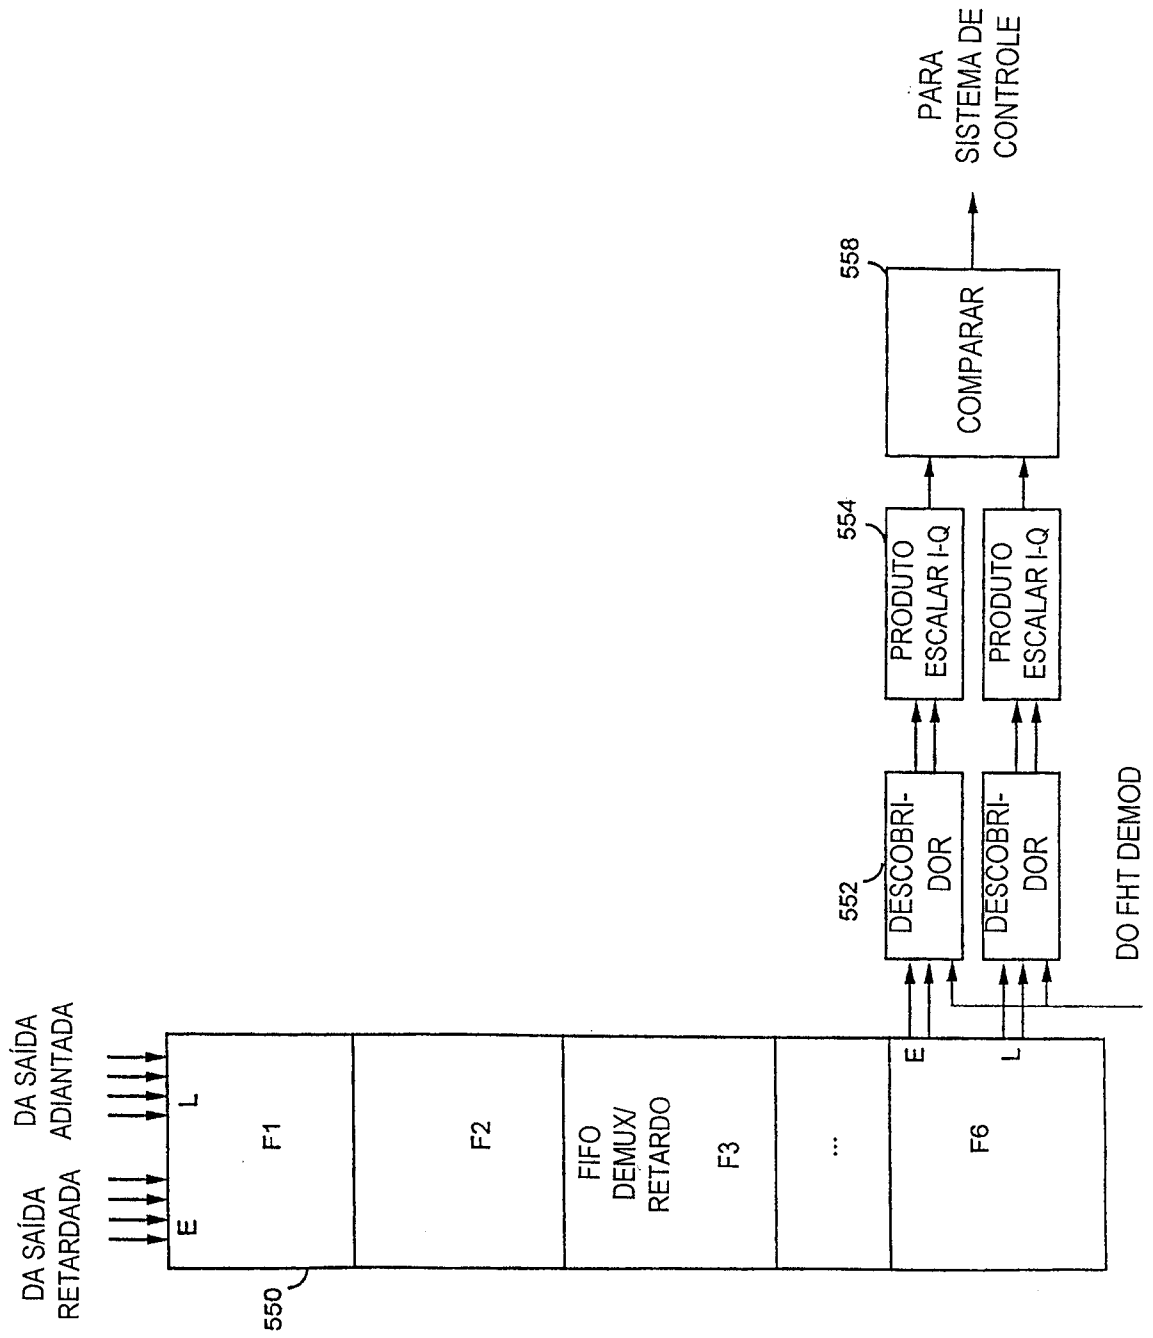 DA SAÍDA
RETARDADA
DA SAÍDA
ADIANTADA
E
L
550
F1
F2
FIFO
DEMUX/
RETARDO
F3
...
F6
E
L
DO FHT DEMOD
552
DESCOBRI-
DOR
DESCOBRI-
DOR
554
PRODUTO
ESCALAR I-Q
PRODUTO
ESCALAR I-Q
558
COMPARAR
PARA
SISTEMA DE
CONTROLE